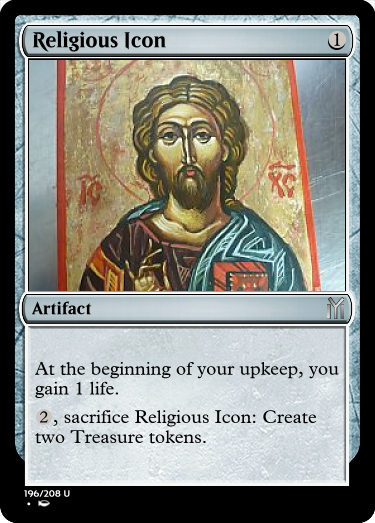 Religious Icon 1
IC XC
Artifact
At the beginning of your upkeep, you
gain 1 life.
2, sacrifice Religious Icon: Create
two Treasure tokens.
196/208 U